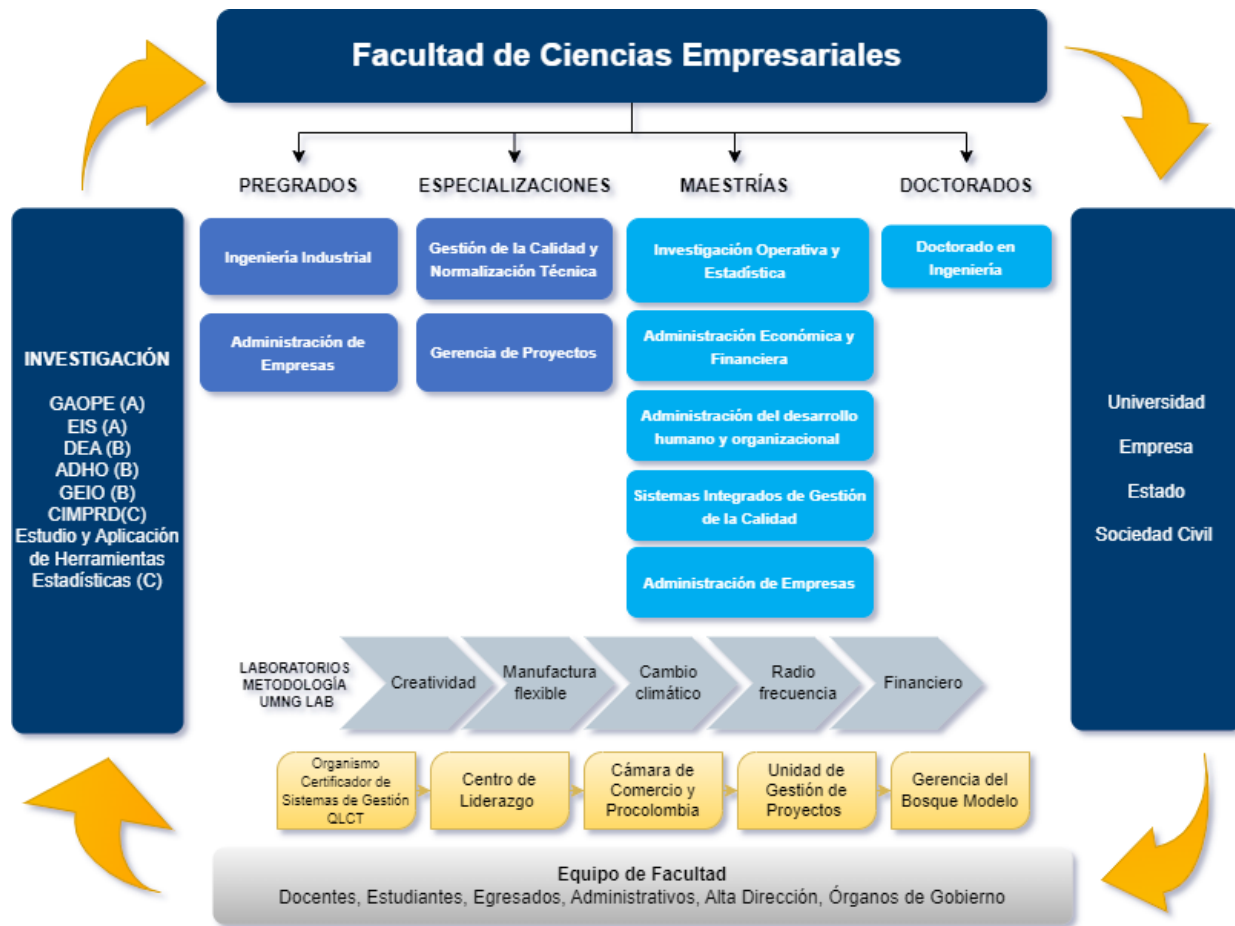 Facultad de Ciencias Empresariales
PREGRADOS
ESPECIALIZACIONES
MAESTRÍAS
DOCTORADOS
INVESTIGACIÓN
GAOPE (A)
EIS (A)
DEA (B)
ADHO (B)
GEIO (B)
CIMPRD(C)
Estudio y Aplicación
de Herramientas
Estadísticas (C)
Ingeniería Industrial
Administración de
Empresas
Gestión de la Calidad y
Normalización Técnica
Gerencia de Proyectos
Investigación Operativa y
Estadística
Administración Económica y
Financiera
Administración del desarrollo
humano y organizacional
Sistemas Integrados de Gestión
de la Calidad
Administración de Empresas
Doctorado en
Ingeniería
Universidad
Empresa
Estado
Sociedad Civil
LABORATORIOS
METODOLOGÍA
UMNG LAB
Creatividad
Manufactura
flexible
Cambio
climático
Radio
frecuencia
Financiero
Organismo
Certificador de
Sistemas de Gestión
QLCT
Centro de
Liderazgo
Cámara de
Comercio y
Procolombia
Unidad de
Gestión de
Proyectos
Gerencia del
Bosque Modelo
Equipo de Facultad
Docentes, Estudiantes, Egresados, Administrativos, Alta Dirección, Órganos de Gobierno